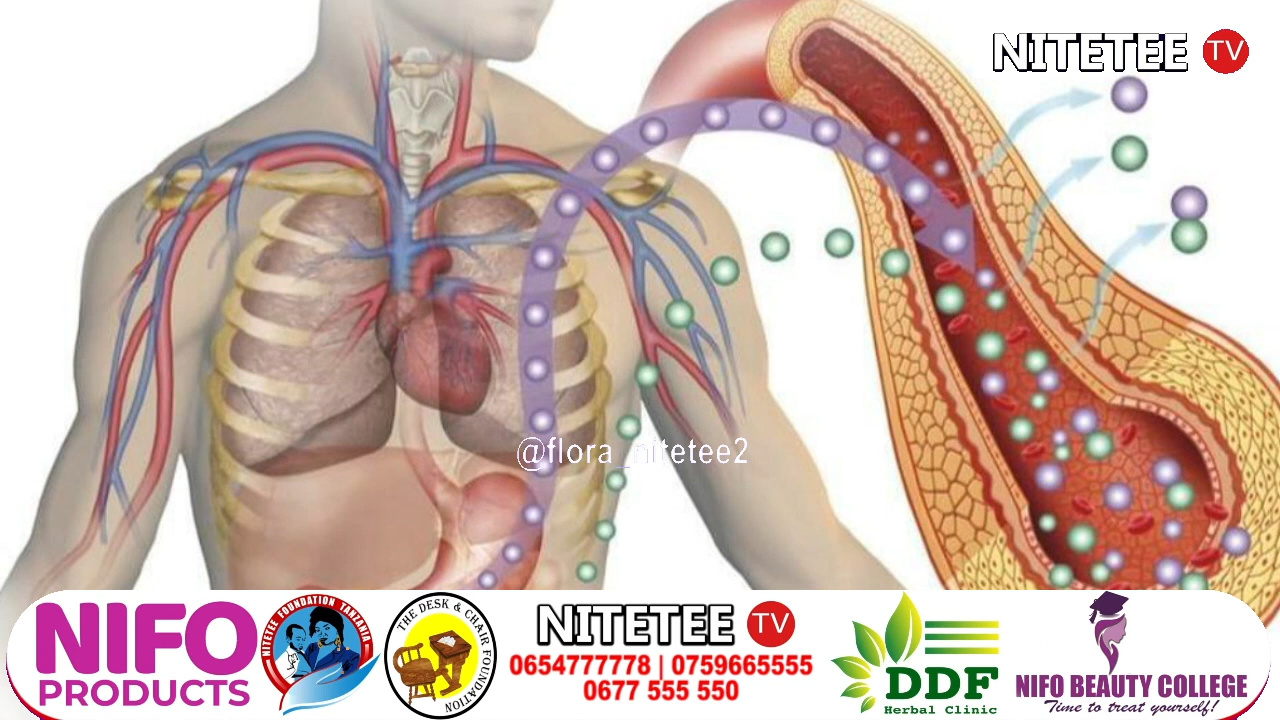 NITETEE TV
@flora_nitetee2
NIFO
PRODUCTS
NITETEE FOUNDATION TANZANIA
THE DESK & CHAIR FOUNDATION
NITETEE TV
0654777778 | 0759665555
0677 555 550
DDF
Herbal Clinic
NIFO BEAUTY COLLEGE
Time to treat yourself!